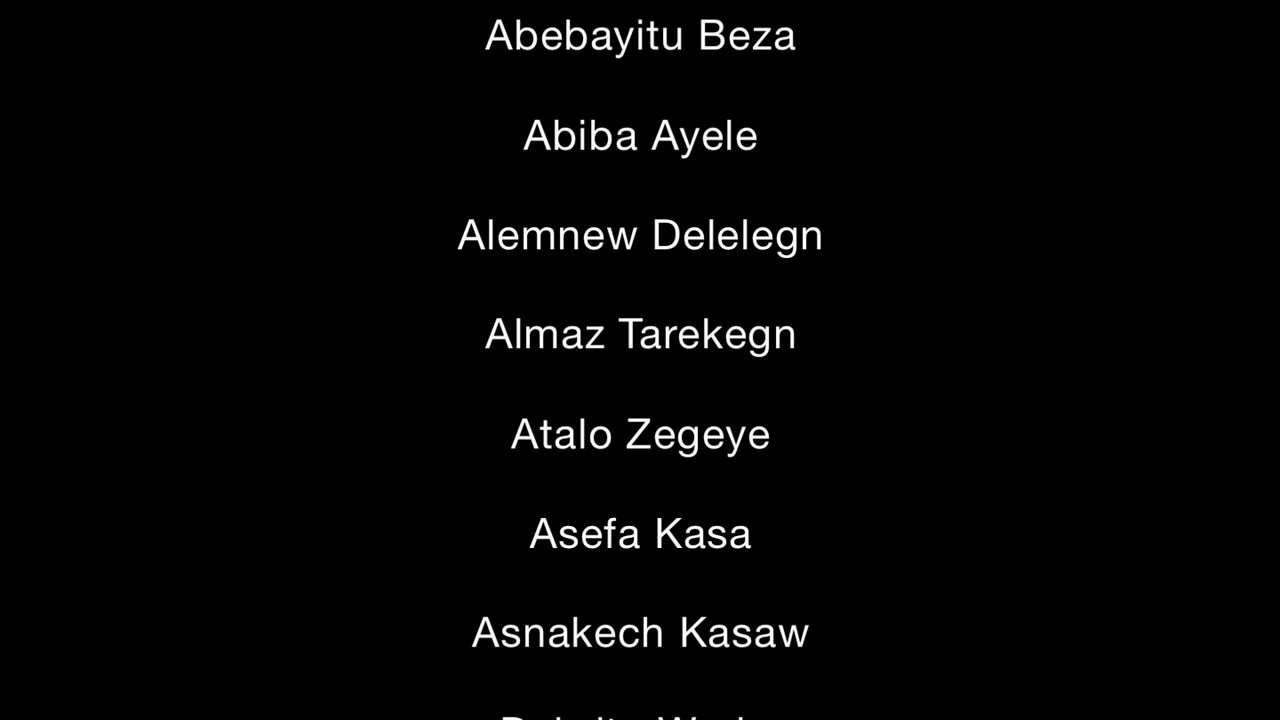 Abebayitu Beza
Abiba Ayele
Alemnew Delelegn
Almaz Tarekegn
Atalo Zegeye
Asefa Kasa
Asnakech Kasaw